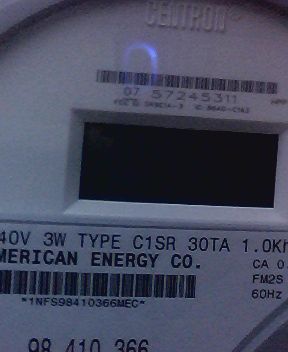 CENTRON
07 57245311
40V 3W TYPE C1SR 30TA 1.0Kh
MERICAN ENERGY CO.
CA 0.
*1NFS98410366MEC*
FM2S
60Hz
98 410 366